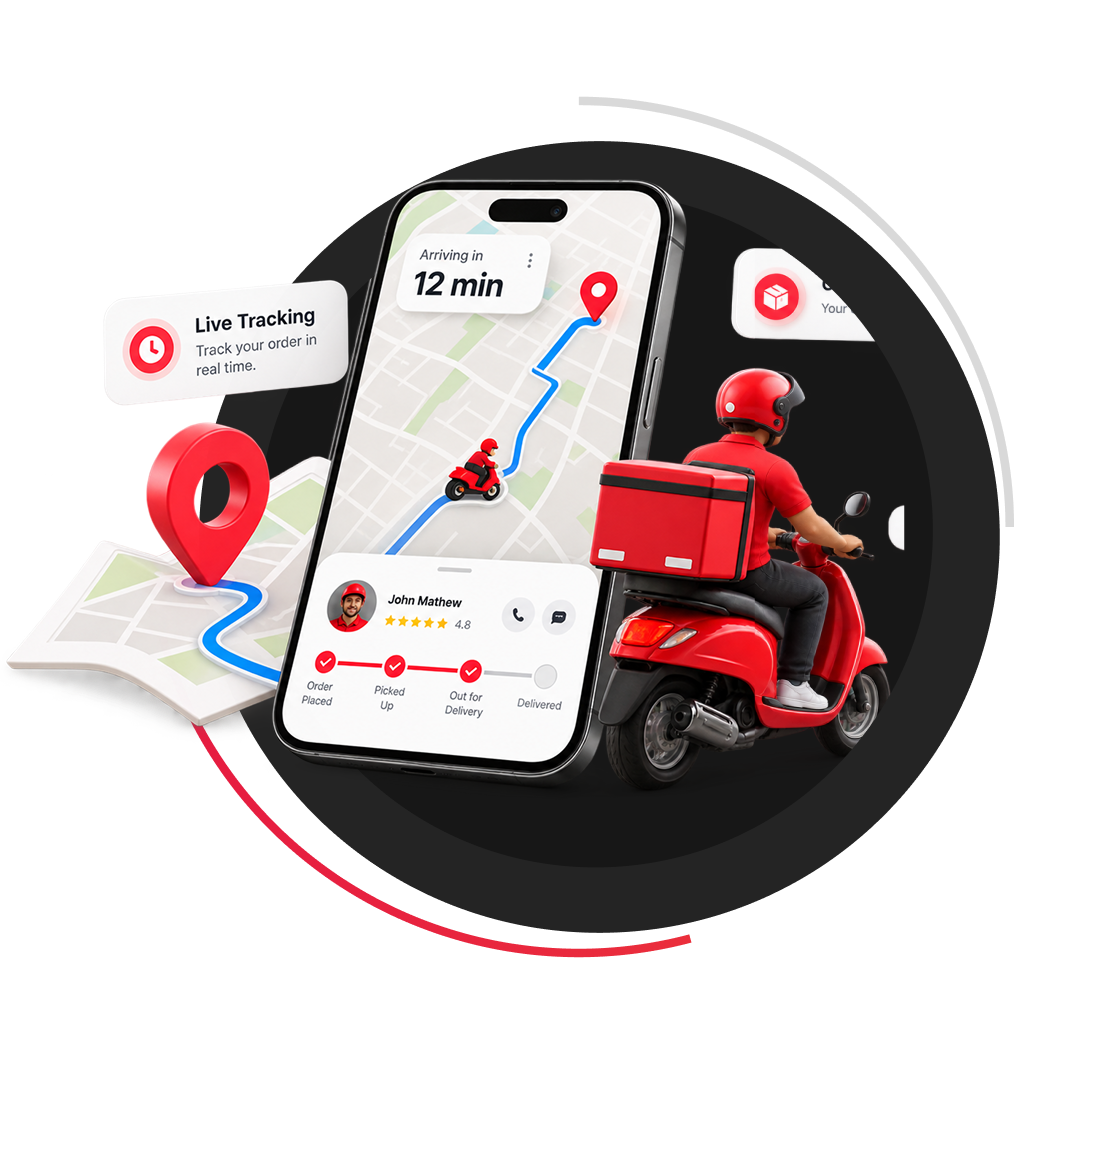 Arriving in
12 min
Live Tracking
Track your order in
real time.
Your
John Mathew
4.8
Order
Placed
Picked
Up
Out for
Delivery
Delivered